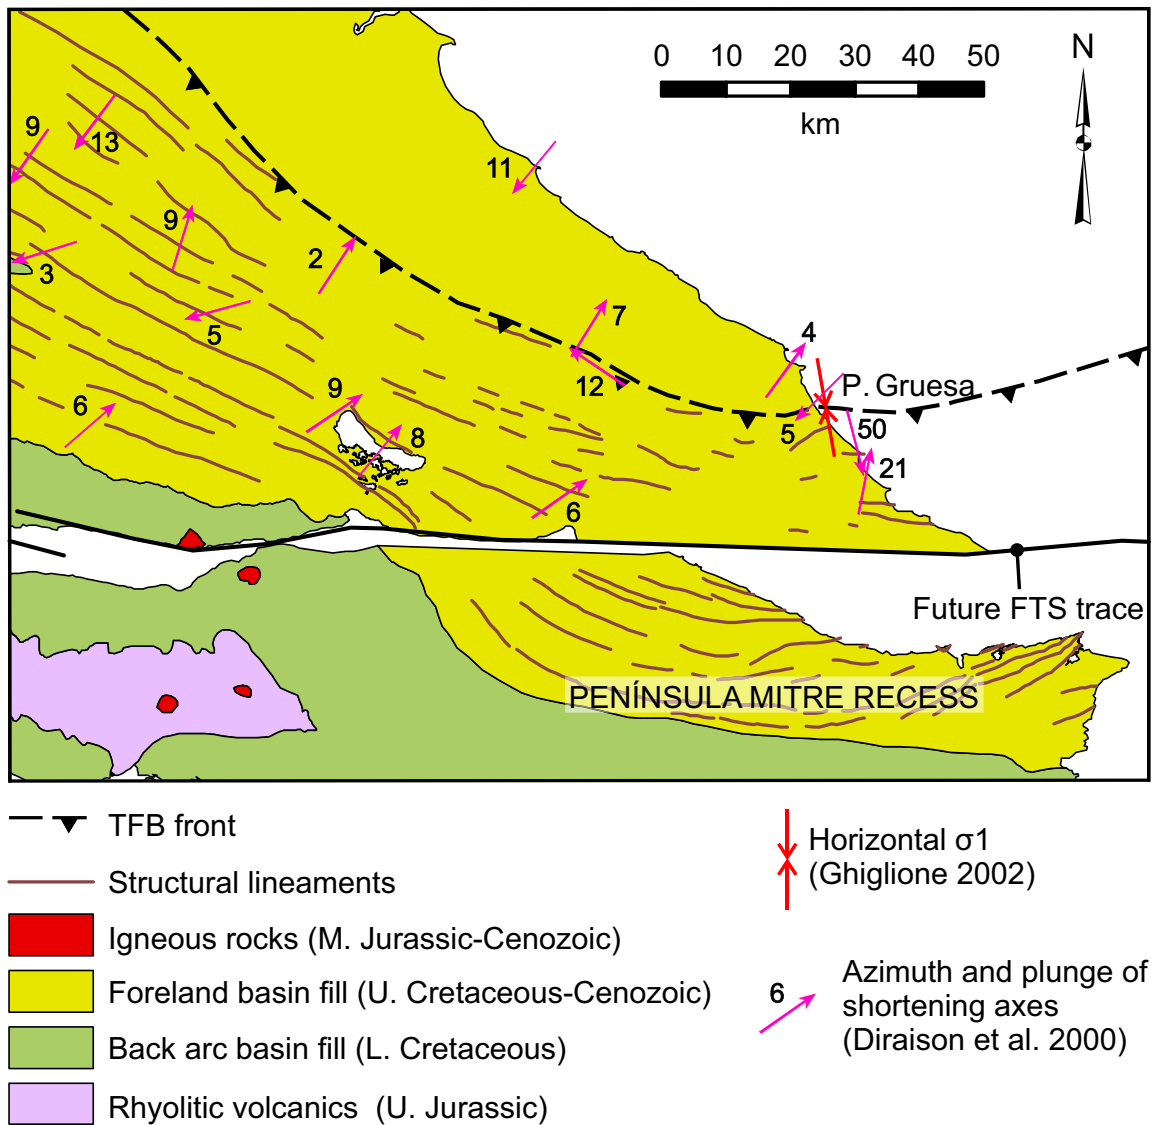 0 10 20 30 40 50
km
N
9
13
11
9
2
3
5
7
4
12
P. Gruesa
9
6
5
50
8
21
6
Future FTS trace
PENÍNSULA MITRE RECESS
TFB front
Structural lineaments
Igneous rocks (M. Jurassic-Cenozoic)
Foreland basin fill (U. Cretaceous-Cenozoic)
Back arc basin fill (L. Cretaceous)
Rhyolitic volcanics (U. Jurassic)
Horizontal σ1
(Ghiglione 2002)
6
Azimuth and plunge of
shortening axes
(Diraison et al. 2000)